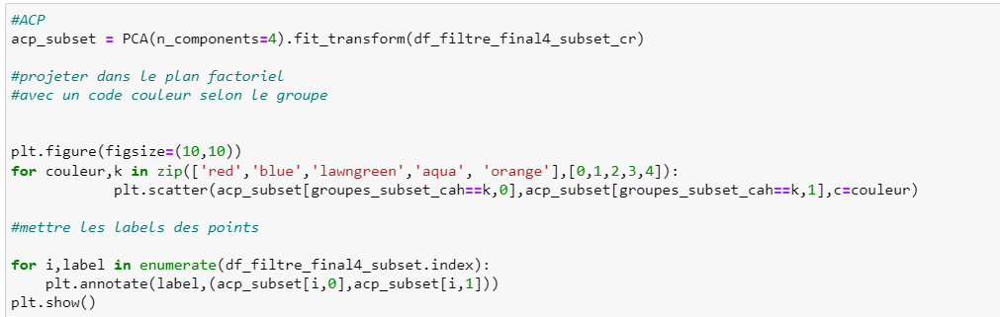 #ACP
acp_subset = PCA(n_components=4).fit_transform(df_filtre_final4_subset_cr)
#projeter dans le plan factoriel
#avec un code couleur selon le groupe
plt.figure(figsize=(10,10))
for couleur,k in zip(['red','blue','lawngreen','aqua', 'orange'],[0,1,2,3,4]):
            plt.scatter(acp_subset[groupes_subset_cah==k,0],acp_subset[groupes_subset_cah==k,1],c=couleur)
#mettre les labels des points
for i,label in enumerate(df_filtre_final4_subset.index):
    plt.annotate(label,(acp_subset[i,0],acp_subset[i,1]))
plt.show()